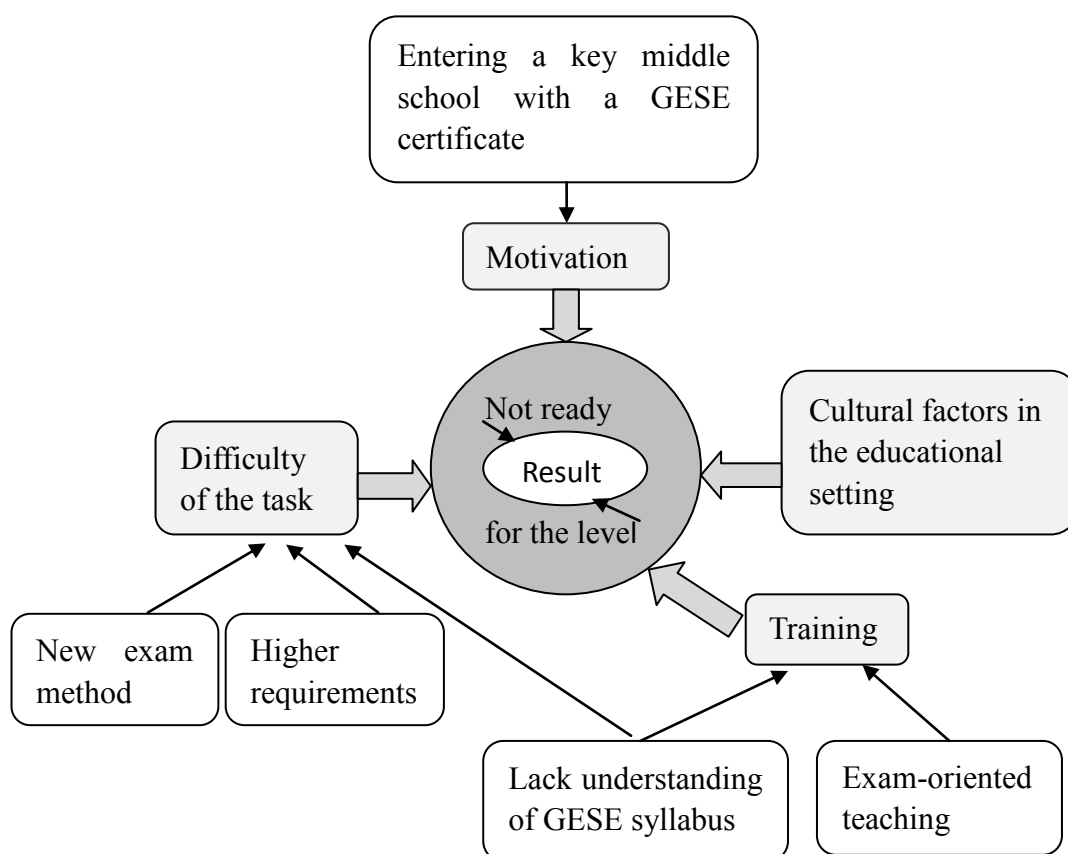 Entering a key middle
school with a GESE
certificate
Motivation
Not ready
Result
for the level
Cultural factors in
the educational
setting
Difficulty
of the task
Training
New exam
method
Higher
requirements
Lack understanding
of GESE syllabus
Exam-oriented
teaching